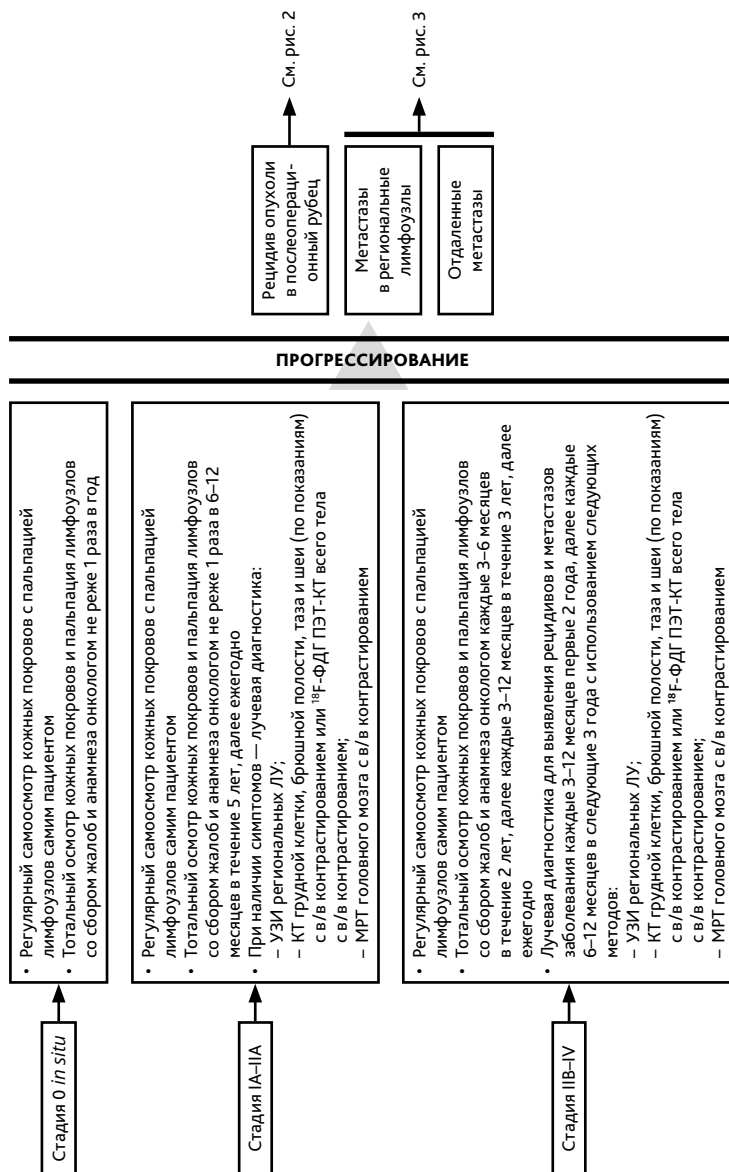 Стадия 0 in situ
• Регулярный самоосмотр кожных покровов с пальпацией
лимфоузлов самим пациентом
• Тотальный осмотр кожных покровов и пальпация лимфоузлов
со сбором жалоб и анамнеза онкологом не реже 1 раза в год
Стадия IA–IIA
• Регулярный самоосмотр кожных покровов с пальпацией
лимфоузлов самим пациентом
• Тотальный осмотр кожных покровов и пальпация лимфоузлов
со сбором жалоб и анамнеза онкологом не реже 1 раза в 6–12
месяцев в течение 5 лет, далее ежегодно
• При наличии симптомов — лучевая диагностика:
– УЗИ региональных ЛУ;
– КТ грудной клетки, брюшной полости, таза и шеи (по показаниям)
с в/в контрастированием или ¹⁸F-ФДГ ПЭТ-КТ всего тела
с в/в контрастированием;
– МРТ головного мозга с в/в контрастированием
Стадия IIB–IV
• Регулярный самоосмотр кожных покровов с пальпацией
лимфоузлов самим пациентом
• Тотальный осмотр кожных покровов и пальпация лимфоузлов
со сбором жалоб и анамнеза онкологом каждые 3–6 месяцев
в течение 2 лет, далее каждые 3–12 месяцев в течение 3 лет, далее
ежегодно
• Лучевая диагностика для выявления рецидивов и метастазов
заболевания каждые 3–12 месяцев первые 2 года, далее каждые
6–12 месяцев в следующие 3 года с использованием следующих
методов:
– УЗИ региональных ЛУ;
– КТ грудной клетки, брюшной полости, таза и шеи (по показаниям)
с в/в контрастированием или ¹⁸F-ФДГ ПЭТ-КТ всего тела
с в/в контрастированием;
– МРТ головного мозга с в/в контрастированием
ПРОГРЕССИРОВАНИЕ
Рецидив опухоли
в послеопераци-
онный рубец
См. рис. 2
Метастазы
в региональные
лимфоузлы
Отдаленные
метастазы
См. рис. 3